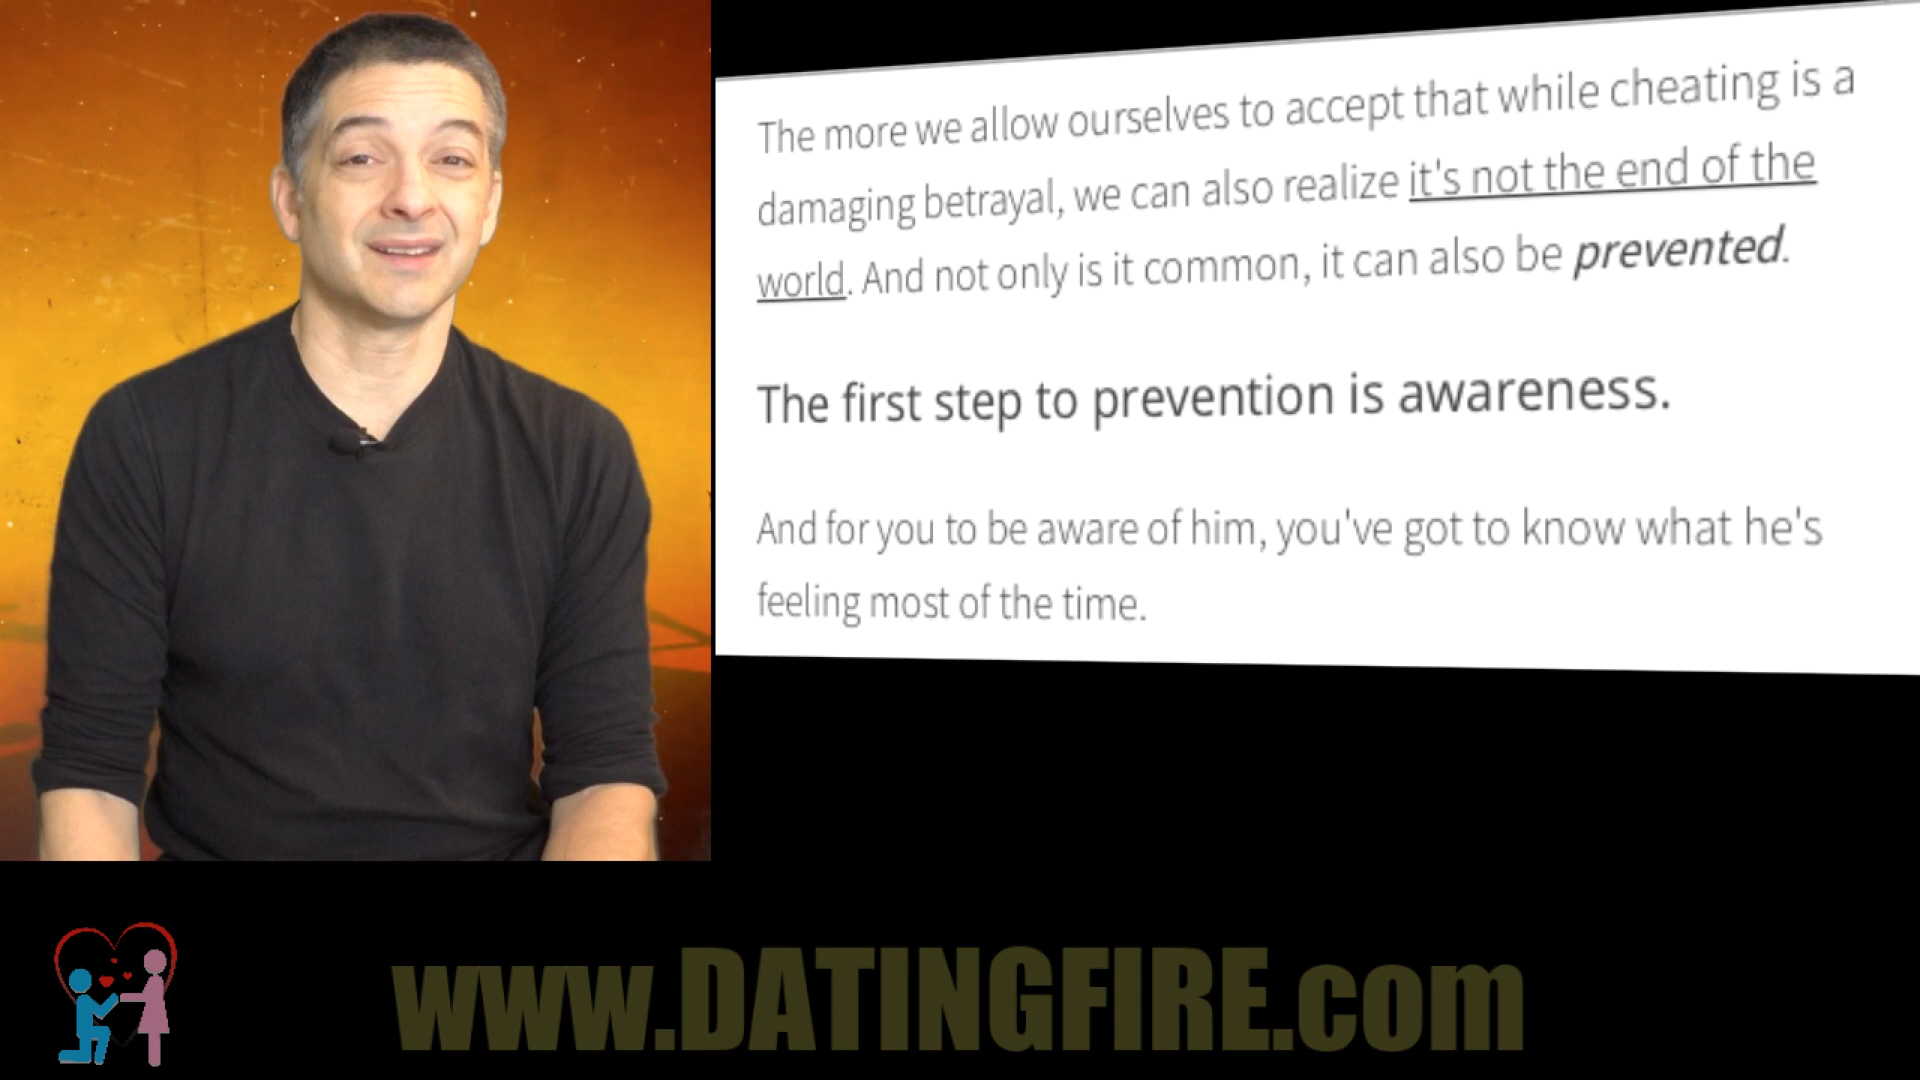 The more we allow ourselves to accept that while cheating is a
damaging betrayal, we can also realize it's not the end of the
world. And not only is it common, it can also be prevented.
The first step to prevention is awareness.
And for you to be aware of him, you've got to know what he's
feeling most of the time.
www.DATINGFIRE.com